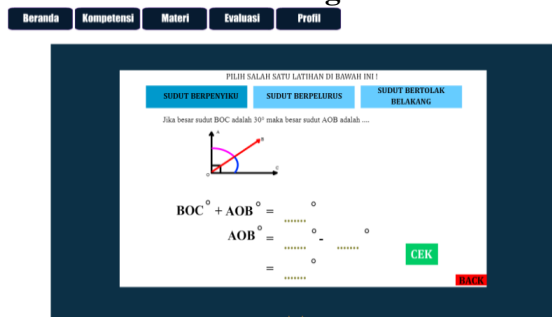 Beranda Kompetensi Materi Evaluasi Profil
PILIH SALAH SATU LATIHAN DI BAWAH INI !
SUDUT BERPENYIKU SUDUT BERPELURUS SUDUT BERTOLAK
BELAKANG
Jika besar sudut BOC adalah 30° maka besar sudut AOB adalah ....
BOC° + AOB° = ....... °
AOB° = ....... ° - ....... °
= ....... °
CEK
BACK